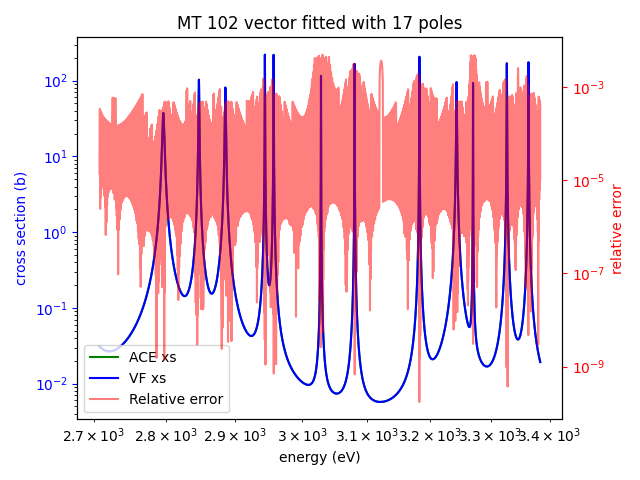 MT 102 vector fitted with 17 poles
10²
10¹
10⁰
10⁻¹
10⁻²
cross section (b)
10⁻³
10⁻⁵
10⁻⁷
10⁻⁹
relative error
ACE xs
VF xs
Relative error
2.7 × 10³ 2.8 × 10³ 2.9 × 10³ 3 × 10³ 3.1 × 10³ 3.2 × 10³ 3.3 × 10³ 3.4 × 10³
energy (eV)